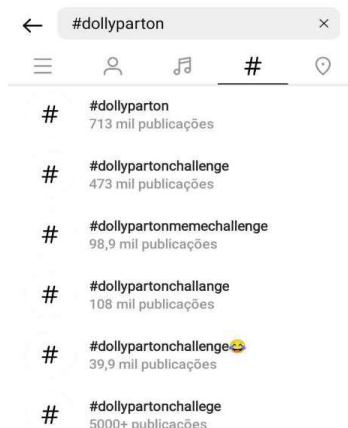 #dollyparton
#
#dollyparton
713 mil publicações
#dollypartonchallenge
473 mil publicações
#dollypartonmemechallenge
98,9 mil publicações
#dollypartonchallange
108 mil publicações
#dollypartonchallenge😂
39,9 mil publicações
#dollypartonchallege
5000+ publicações